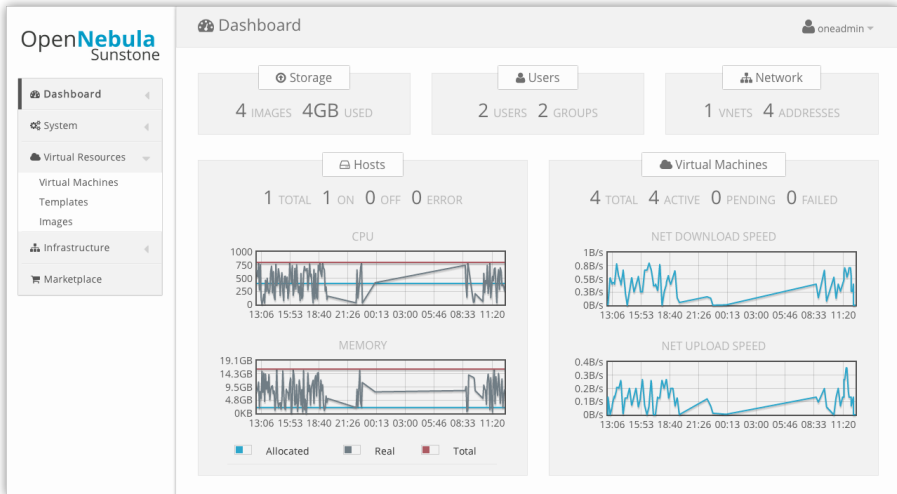 OpenNebula
Sunstone
Dashboard
System
Virtual Resources
Virtual Machines
Templates
Images
Infrastructure
Marketplace
Dashboard
oneadmin
Storage
4 IMAGES 4GB USED
Users
2 USERS 2 GROUPS
Network
1 VNETS 4 ADDRESSES
Hosts
1 TOTAL 1 ON 0 OFF 0 ERROR
CPU
1000
750
500
250
0
13:06 15:53 18:40 21:26 00:13 03:00 05:46 08:33 11:20
MEMORY
19.1GB
14.3GB
9.5GB
4.8GB
0KB
13:06 15:53 18:40 21:26 00:13 03:00 05:46 08:33 11:20
Allocated Real Total
Virtual Machines
4 TOTAL 4 ACTIVE 0 PENDING 0 FAILED
NET DOWNLOAD SPEED
1B/s
0.8B/s
0.5B/s
0.3B/s
0B/s
13:06 15:53 18:40 21:26 00:13 03:00 05:46 08:33 11:20
NET UPLOAD SPEED
0.4B/s
0.3B/s
0.2B/s
0.1B/s
0B/s
13:06 15:53 18:40 21:26 00:13 03:00 05:46 08:33 11:20